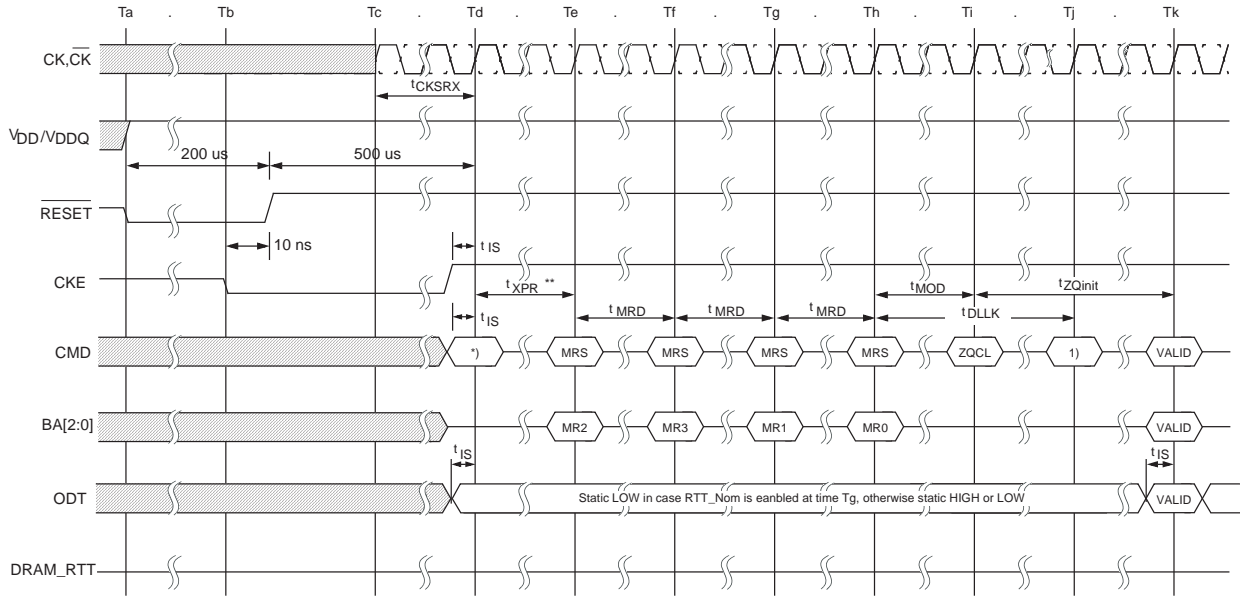 Ta . Tb . Tc . Td . Te . Tf . Tg . Th . Ti . Tj . Tk
CK,CK
tCKSRX
VDD/VDDQ
200 us 500 us
RESET
10 ns tIS
CKE
tXPR ** tMOD tZQinit
tIS tMRD tMRD tMRD tDLLK
CMD *) MRS MRS MRS MRS ZQCL 1) VALID
BA[2:0] MR2 MR3 MR1 MR0 VALID
tIS tIS
ODT Static LOW in case RTT_Nom is eanbled at time Tg, otherwise static HIGH or LOW VALID
DRAM_RTT